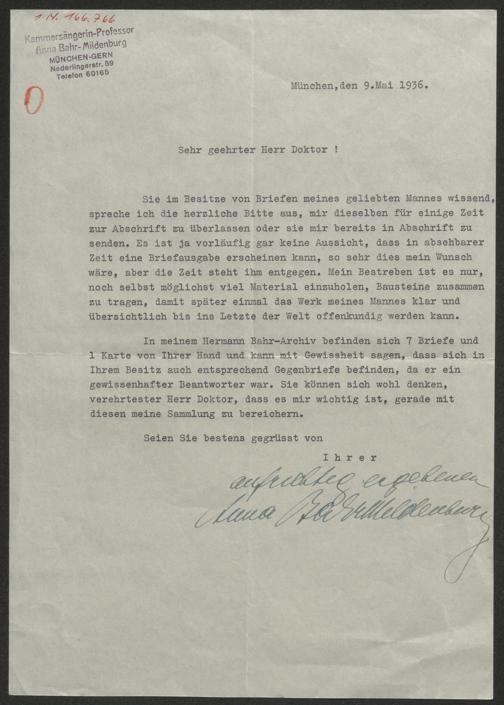 I.N. 166.766
Kammersängerin-Professor
Anna Bahr-Mildenburg
MÜNCHEN-GERN
Nederlingerstr. 59
Telefon 60165
O
München,den 9.Mai 1936.
Sehr geehrter Herr Doktor !
Sie im Besitze von Briefen meines geliebten Mannes wissend,
spreche ich die herzliche Bitte aus, mir dieselben für einige Zeit
zur Abschrift zu überlassen oder sie mir bereits in Abschrift zu
senden. Es ist ja vorläufig gar keine Aussicht, dass in absehbarer
Zeit eine Briefausgabe erscheinen kann, so sehr dies mein Wunsch
wäre, aber die Zeit steht ihm entgegen. Mein Bestreben ist es nur,
noch selbst möglichst viel Material einzuholen, Bausteine zusammen
zu tragen, damit später einmal das Werk meines Mannes klar und
übersichtlich bis ins Letzte der Welt offenkundig werden kann.
In meinem Hermann Bahr-Archiv befinden sich 7 Briefe und
1 Karte von Ihrer Hand und kann mit Gewissheit sagen, dass sich in
Ihrem Besitz auch entsprechend Gegenbriefe befinden, da er ein
gewissenhafter Beantworter war. Sie können sich wohl denken,
verehrtester Herr Doktor, dass es mir wichtig ist, gerade mit
diesen meine Sammlung zu bereichern.
Seien Sie bestens gegrüsst von
I h r e r
aufrichtig ergebenen
Anna Bahr-Mildenburg